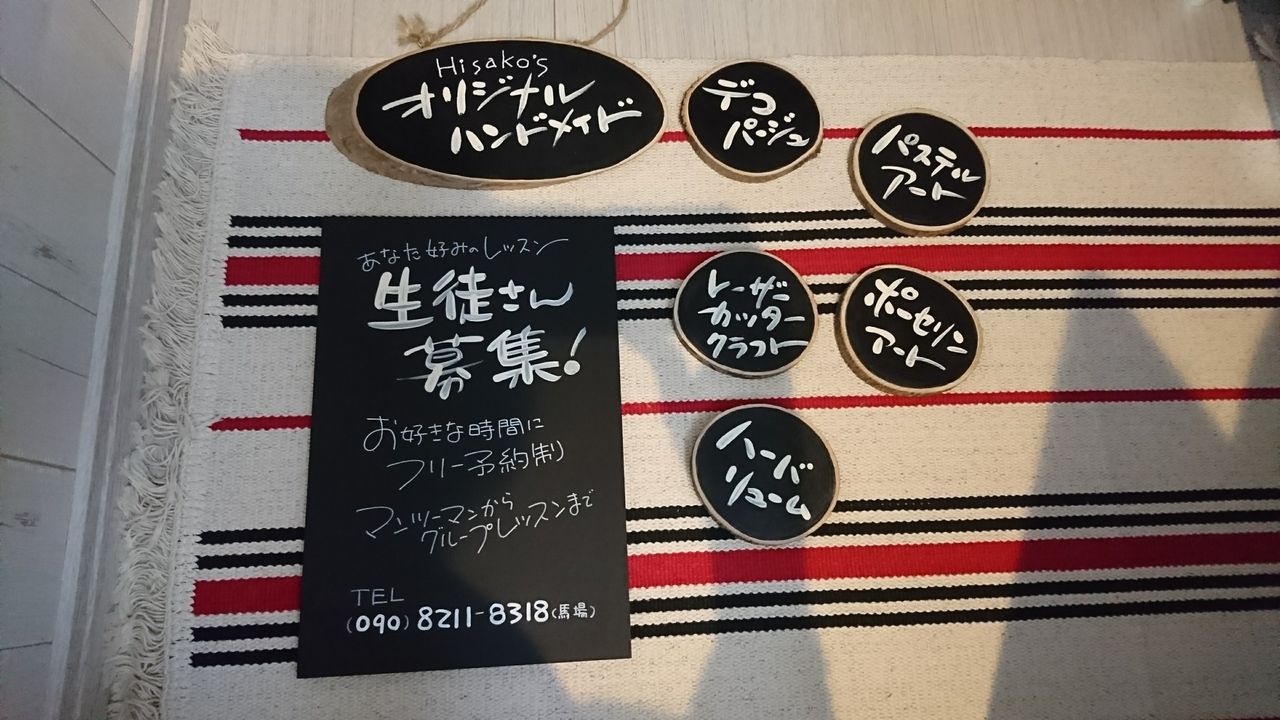 Hisako's
オリジナル
ハンドメイド
デコ
パージュ
パステル
アート
レーザー
カッター
クラフト
ポーセリン
アート
ハーバ
リューム
あなた好みのレッスン
生徒さん
募集!
お好きな時間に
フリー予約制
マンツーマンから
グループレッスンまで
TEL
(090)8211-8318(馬場)